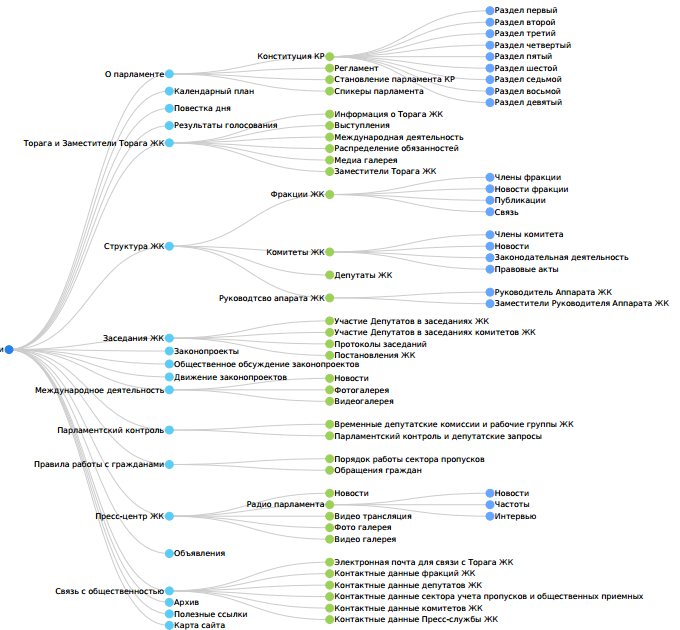 и
О парламенте
Конституция КР
Раздел первый
Раздел второй
Раздел третий
Раздел четвертый
Раздел пятый
Раздел шестой
Раздел седьмой
Раздел восьмой
Раздел девятый
Регламент
Становление парламента КР
Спикеры парламента
Календарный план
Повестка дня
Результаты голосования
Торага и Заместители Торага ЖК
Информация о Торага ЖК
Выступления
Международная деятельность
Распределение обязанностей
Медиа галерея
Заместители Торага ЖК
Структура ЖК
Фракции ЖК
Члены фракции
Новости фракции
Публикации
Связь
Комитеты ЖК
Члены комитета
Новости
Законодательная деятельность
Правовые акты
Депутаты ЖК
Руководтсво апарата ЖК
Руководитель Аппарата ЖК
Заместители Руководителя Аппарата ЖК
Заседания ЖК
Участие Депутатов в заседаниях ЖК
Участие Депутатов в заседаниях комитетов ЖК
Протоколы заседаний
Постановления ЖК
Законпроекты
Общественное обсуждение законопроектов
Движение законопроектов
Международное деятельность
Новости
Фотогалерея
Видеогалерея
Парламентский контроль
Временные депутатские комиссии и рабочие группы ЖК
Парламентский контроль и депутатские запросы
Правила работы с гражданами
Порядок работы сектора пропусков
Обращения граждан
Пресс-центр ЖК
Новости
Радио парламента
Новости
Частоты
Интервью
Видео трансляция
Фото галерея
Видео галерея
Объявления
Связь с общественностью
Электронная почта для связи с Торага ЖК
Контактные данные фракций ЖК
Контактные данные депутатов ЖК
Контактные данные сектора учета пропусков и общественных приемных
Контактные данные комитетов ЖК
Контактные данные Пресс-службы ЖК
Архив
Полезные ссылки
Карта сайта